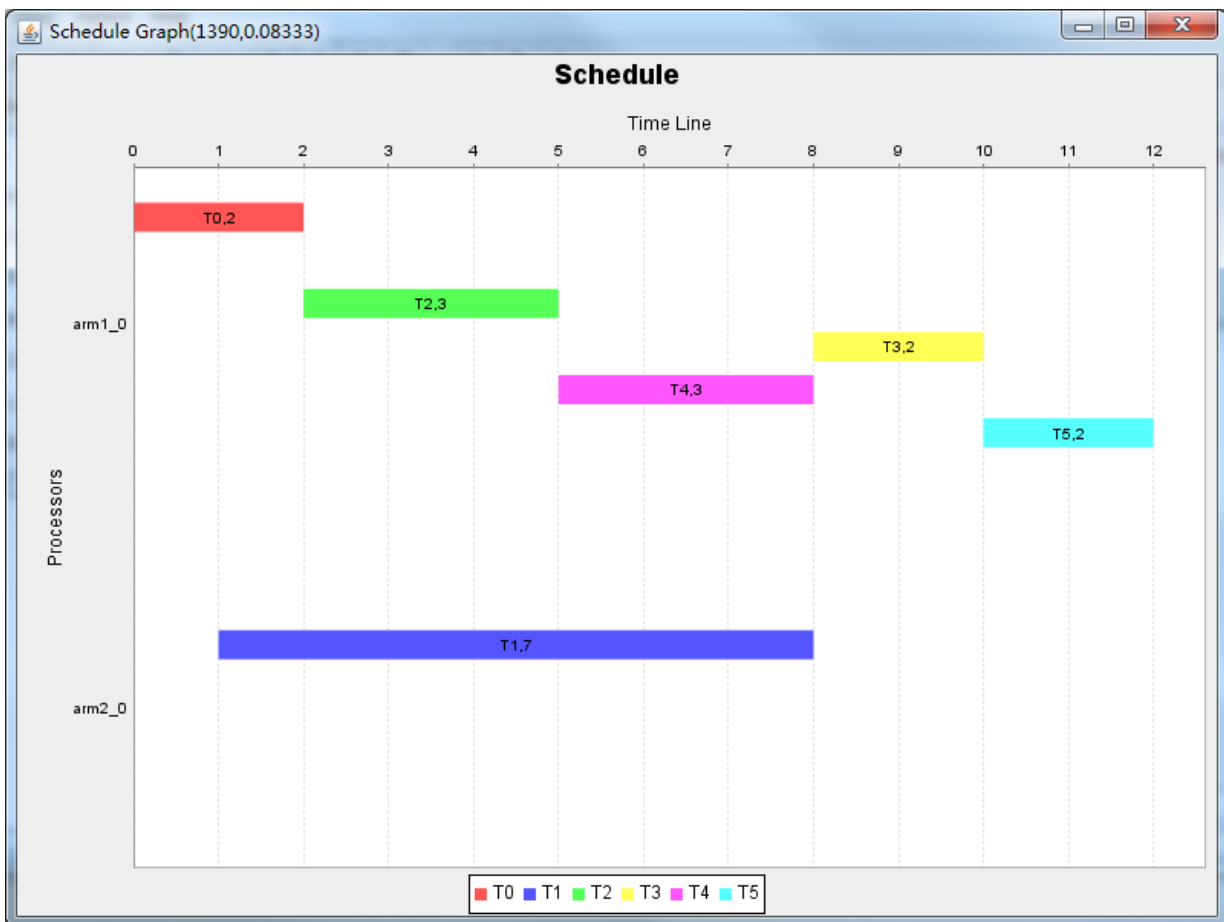 Schedule Graph(1390,0.08333)
Schedule
Time Line
0 1 2 3 4 5 6 7 8 9 10 11 12
T0,2
T2,3
arm1_0
T3,2
T4,3
T5,2
Processors
T1,7
arm2_0
T0 T1 T2 T3 T4 T5